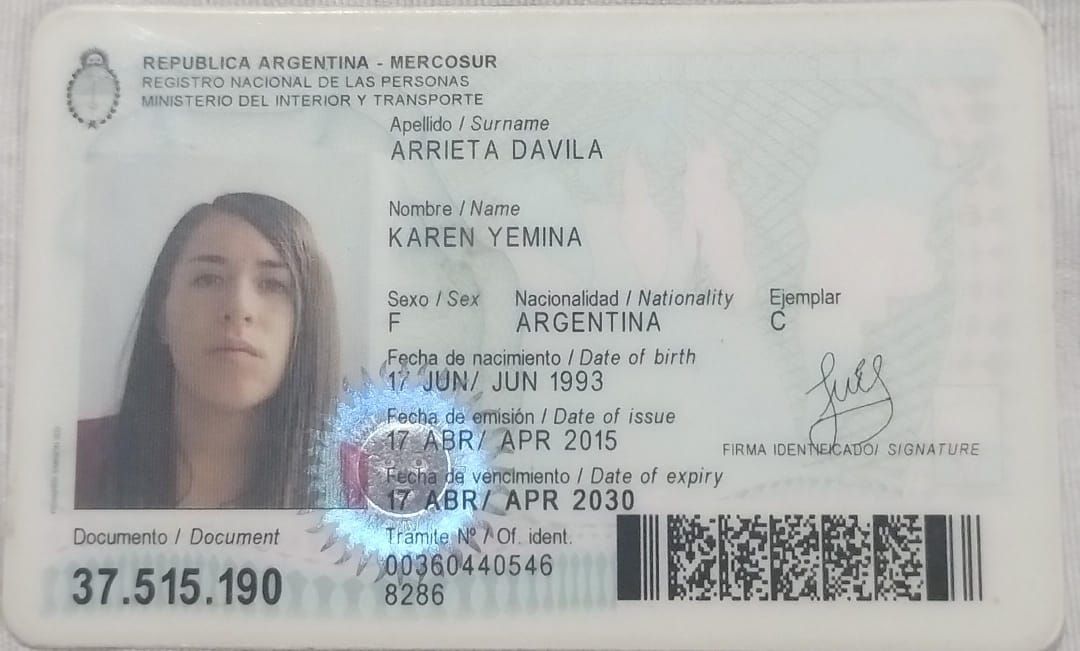 REPUBLICA ARGENTINA - MERCOSUR
REGISTRO NACIONAL DE LAS PERSONAS
MINISTERIO DEL INTERIOR Y TRANSPORTE
Apellido / Surname
ARRIETA DAVILA
Nombre / Name
KAREN YEMINA
Sexo / Sex Nacionalidad / Nationality Ejemplar
F ARGENTINA C
Fecha de nacimiento / Date of birth
17 JUN/ JUN 1993
Fecha de emisión / Date of issue
17 ABR/ APR 2015
FIRMA IDENTIFICADO/ SIGNATURE
Fecha de vencimiento / Date of expiry
17 ABR/ APR 2030
Documento / Document
37.515.190
Trámite Nº / Of. ident.
00360440546
8286